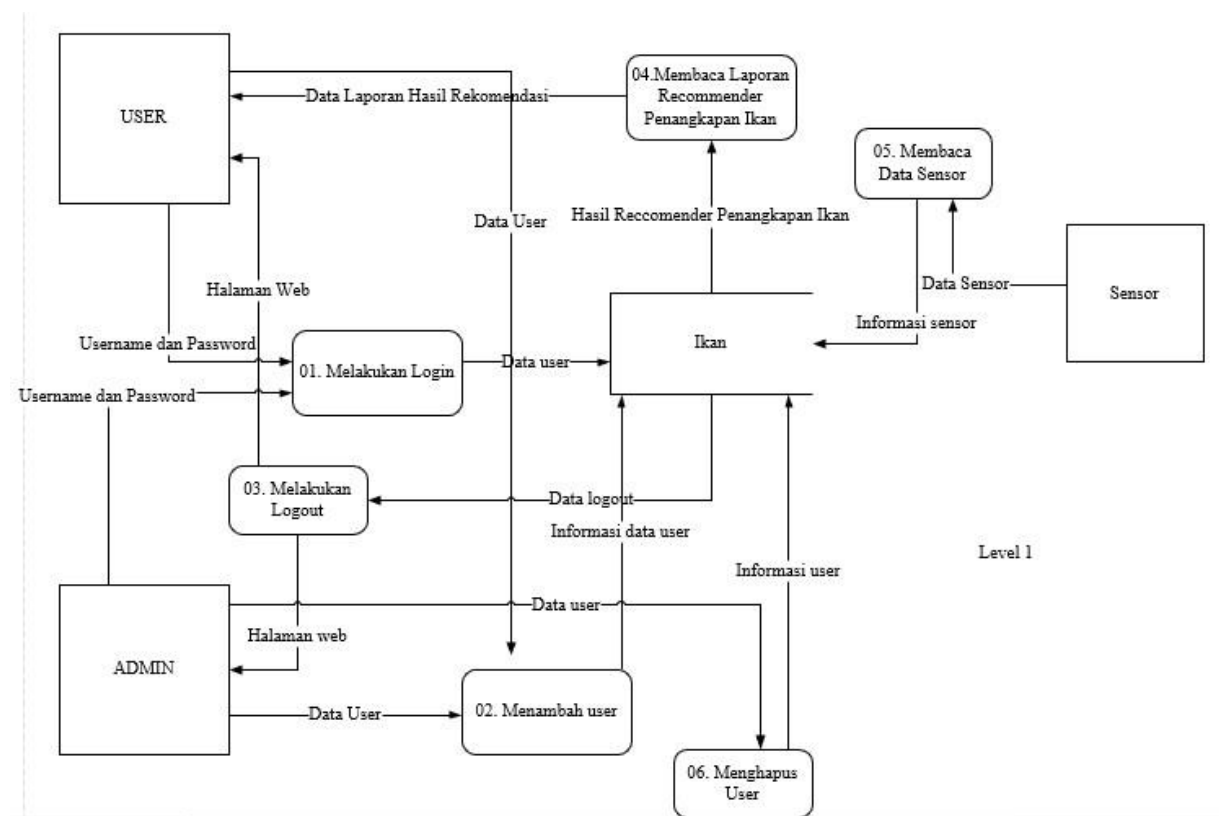 04.Membaca Laporan
Recommender
Penangkapan Ikan
Data Laporan Hasil Rekomendasi
USER
05. Membaca
Data Sensor
Hasil Reccomender Penangkapan Ikan
Data User
Data Sensor
Sensor
Halaman Web
Informasi sensor
Ikan
Username dan Password
01. Melakukan Login
Data user
Username dan Password
03. Melakukan
Logout
Data logout
Informasi data user
Level 1
Informasi user
Data user
Halaman web
ADMIN
02. Menambah user
Data User
06. Menghapus
User